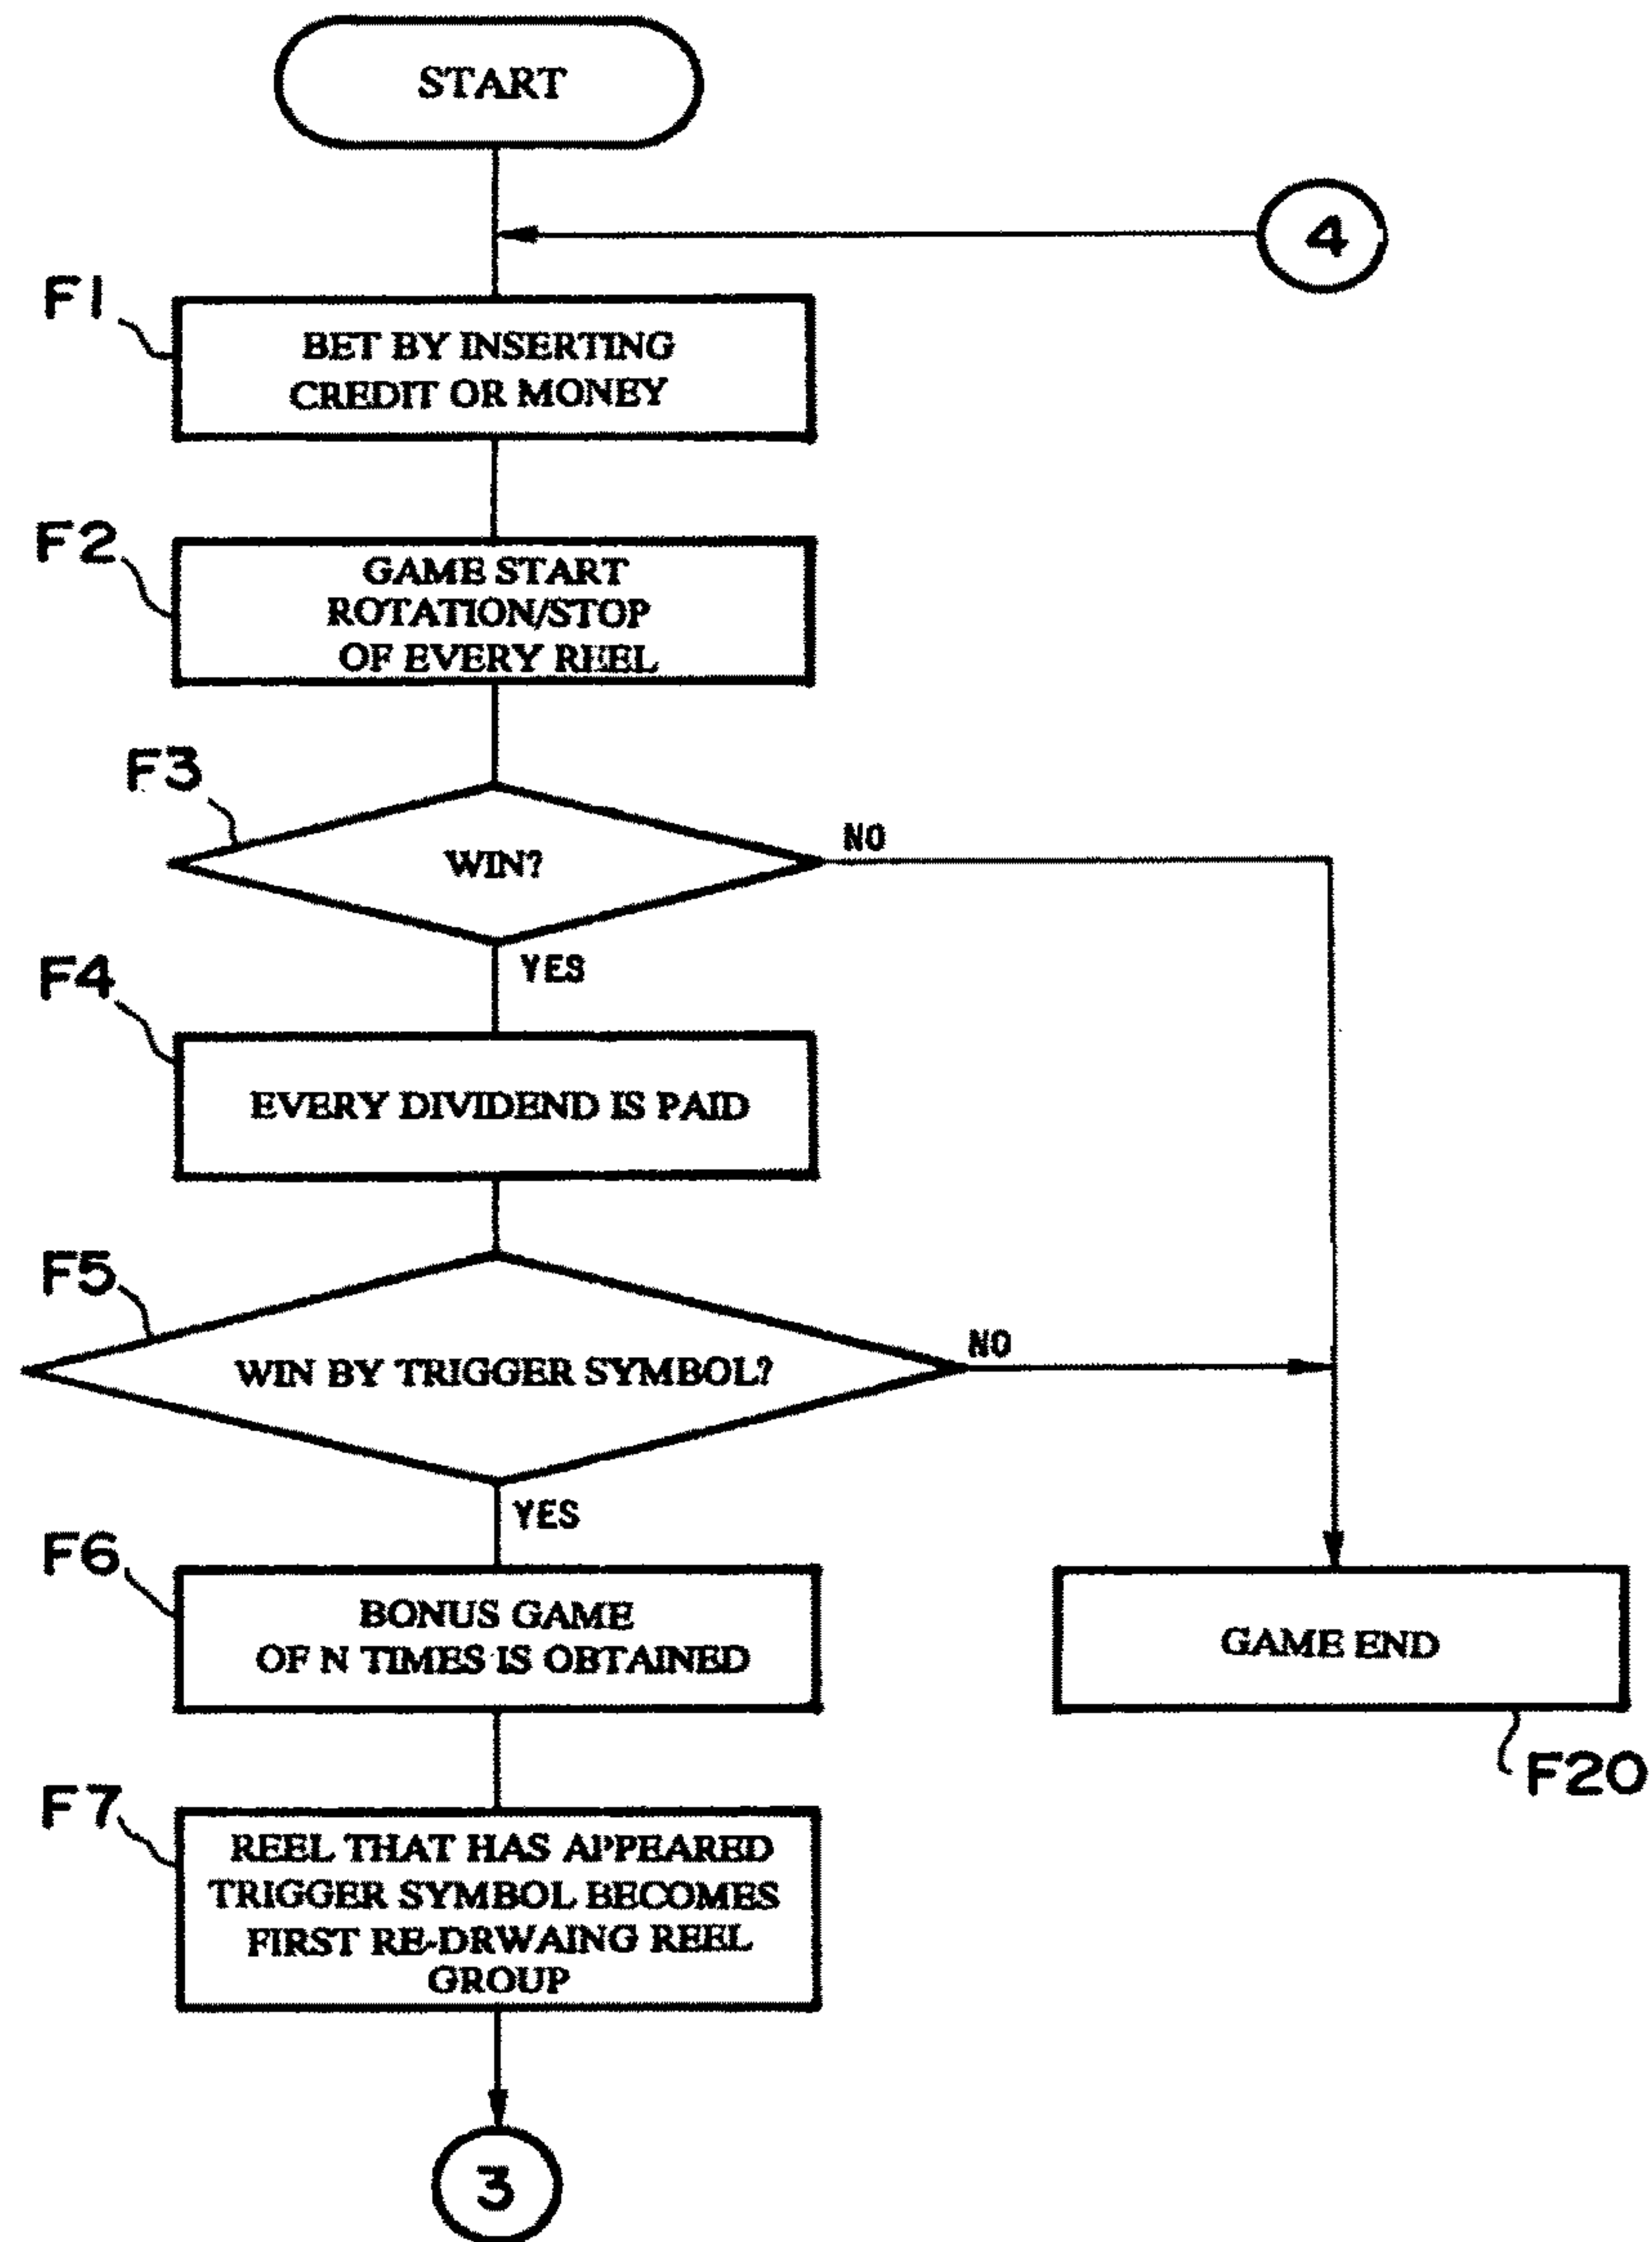 START
4
F1
BET BY INSERTING
CREDIT OR MONEY
F2
GAME START
ROTATION/STOP
OF EVERY REEL
F3
WIN?
NO
YES
F4
EVERY DIVIDEND IS PAID
F5
WIN BY TRIGGER SYMBOL?
NO
YES
F6
BONUS GAME
OF N TIMES IS OBTAINED
GAME END
F20
F7
REEL THAT HAS APPEARED
TRIGGER SYMBOL BECOMES
FIRST RE-DRWAING REEL
GROUP
3